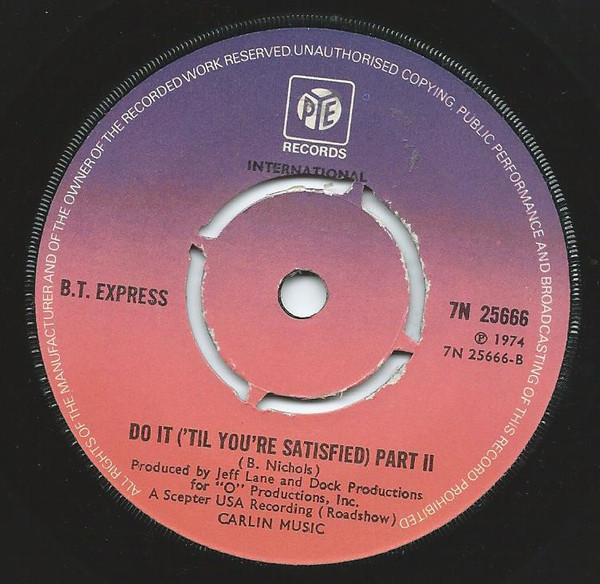 ALL RIGHTS OF THE MANUFACTURER AND OF THE OWNER OF THE RECORDED WORK RESERVED. UNAUTHORISED COPYING, PUBLIC PERFORMANCE AND BROADCASTING OF THIS RECORD PROHIBITED
PYE
RECORDS
INTERNATIONAL
B.T. EXPRESS
7N 25666
℗ 1974
7N 25666-B
DO IT ('TIL YOU'RE SATISFIED) PART II
(B. Nichols)
Produced by Jeff Lane and Dock Productions
for "O" Productions, Inc.
A Scepter USA Recording (Roadshow)
CARLIN MUSIC